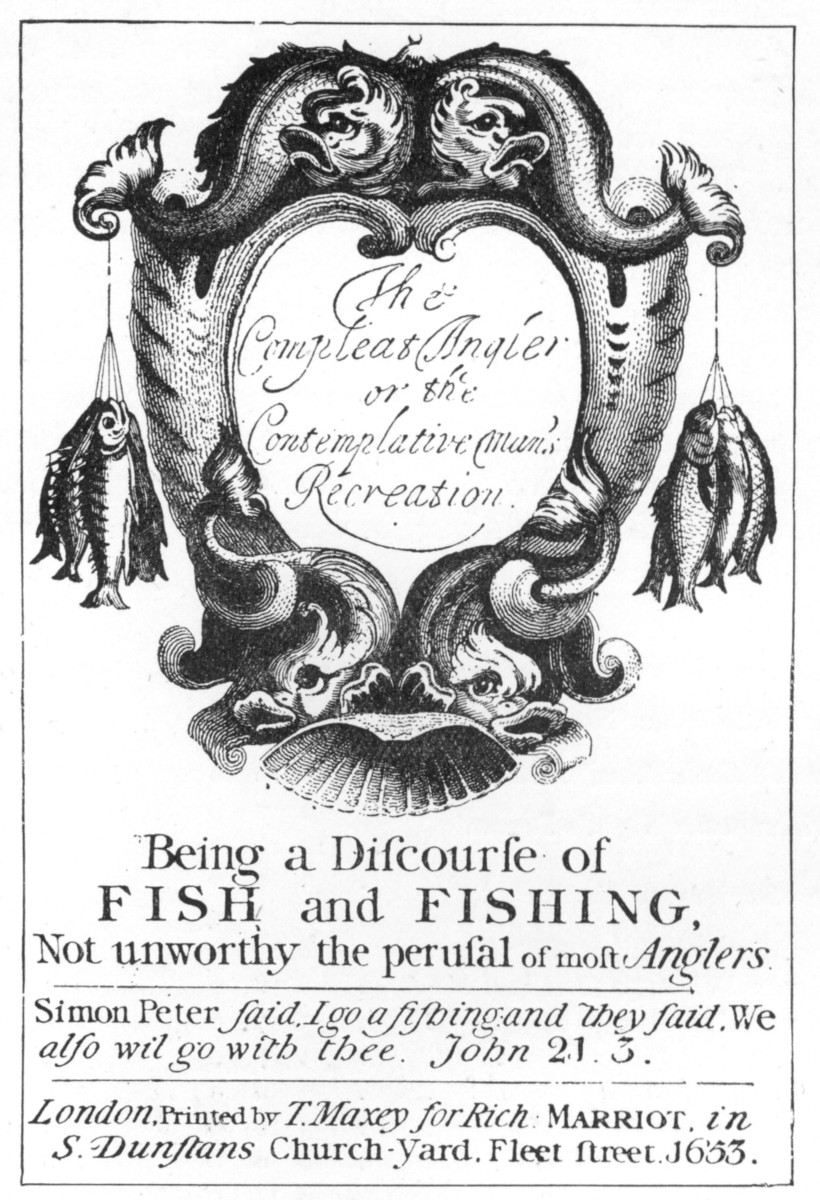 The
Compleat Angler
or the
Contemplative man's
Recreation.
Being a Diſcourſe of
FISH and FISHING,
Not unworthy the peruſal of moſt Anglers.
Simon Peter ſaid, I go a fiſhing: and they ſaid, We
alſo wil go with thee. John 21. 3.
London, Printed by T. Maxey for Rich: MARRIOT, in
S. Dunſtans Church-yard, Fleet ſtreet. 1653.